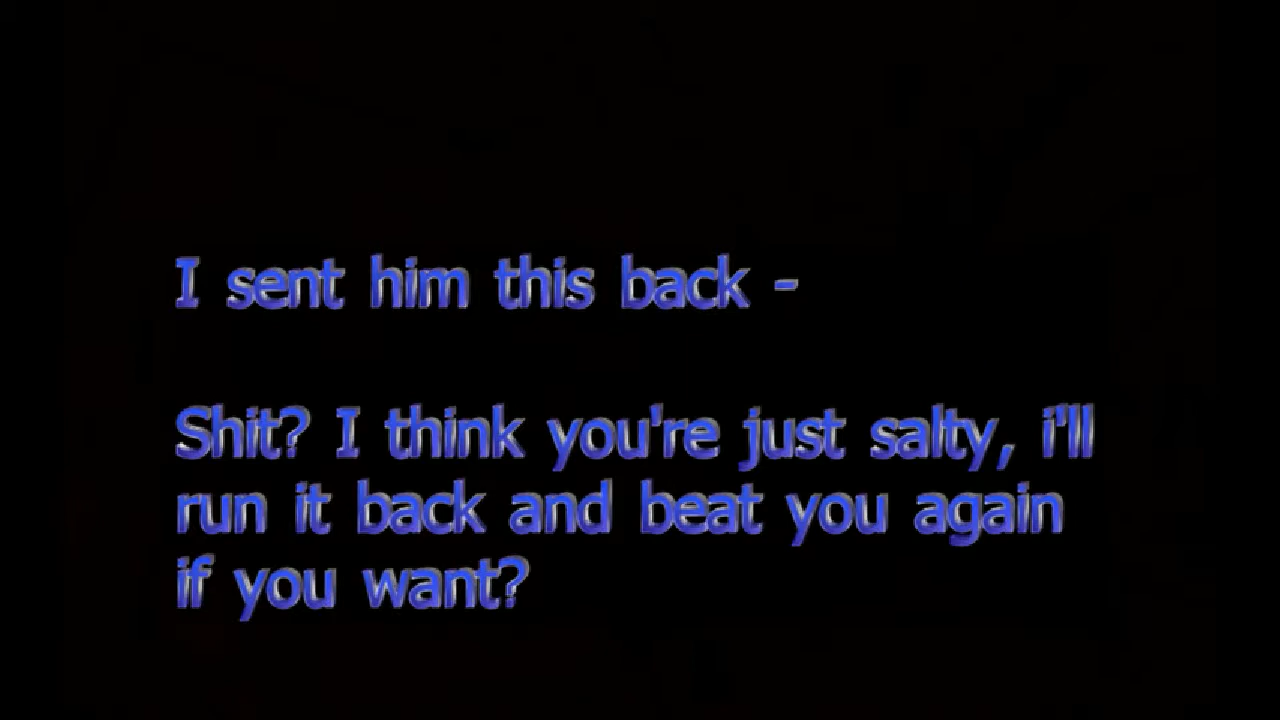 I sent him this back -
Shit? I think you're just salty, i'll
run it back and beat you again
if you want?